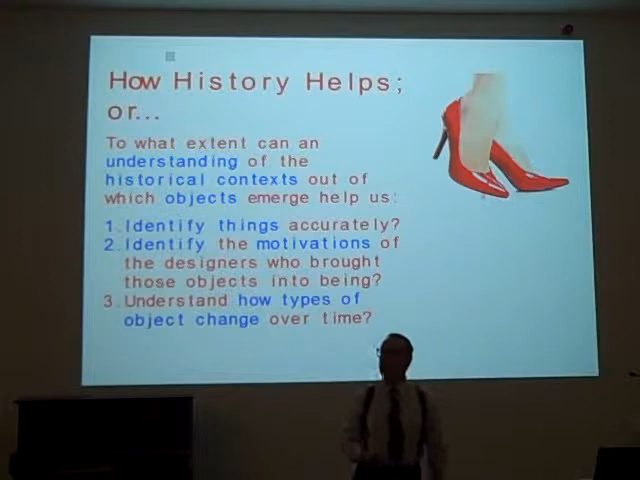 How History Helps;
or...
To what extent can an
understanding of the
historical contexts out of
which objects emerge help us:
1. Identify things accurately?
2. Identify the motivations of
the designers who brought
those objects into being?
3. Understand how types of
object change over time?